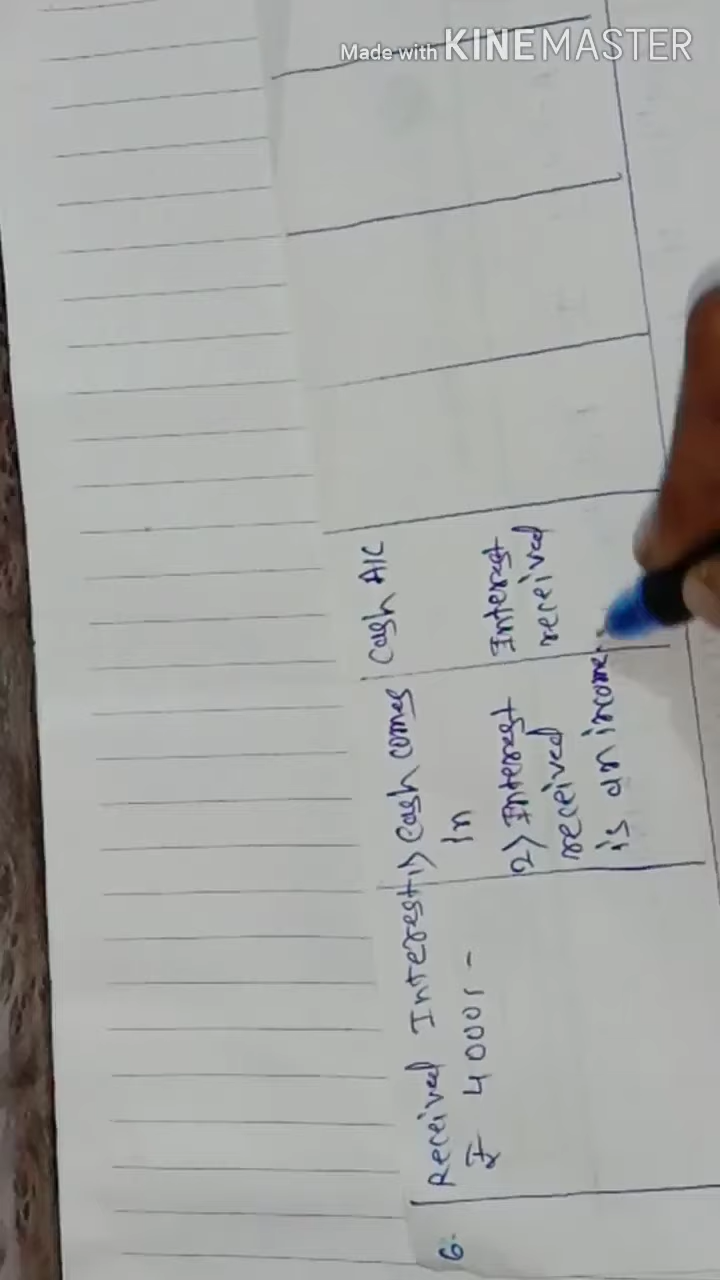 Made with KINEMASTER
6.
Received Interest
₹ 4000/-
1) Cash comes
in
2) Interest
received
is an income.
Cash A/C
Interest
received